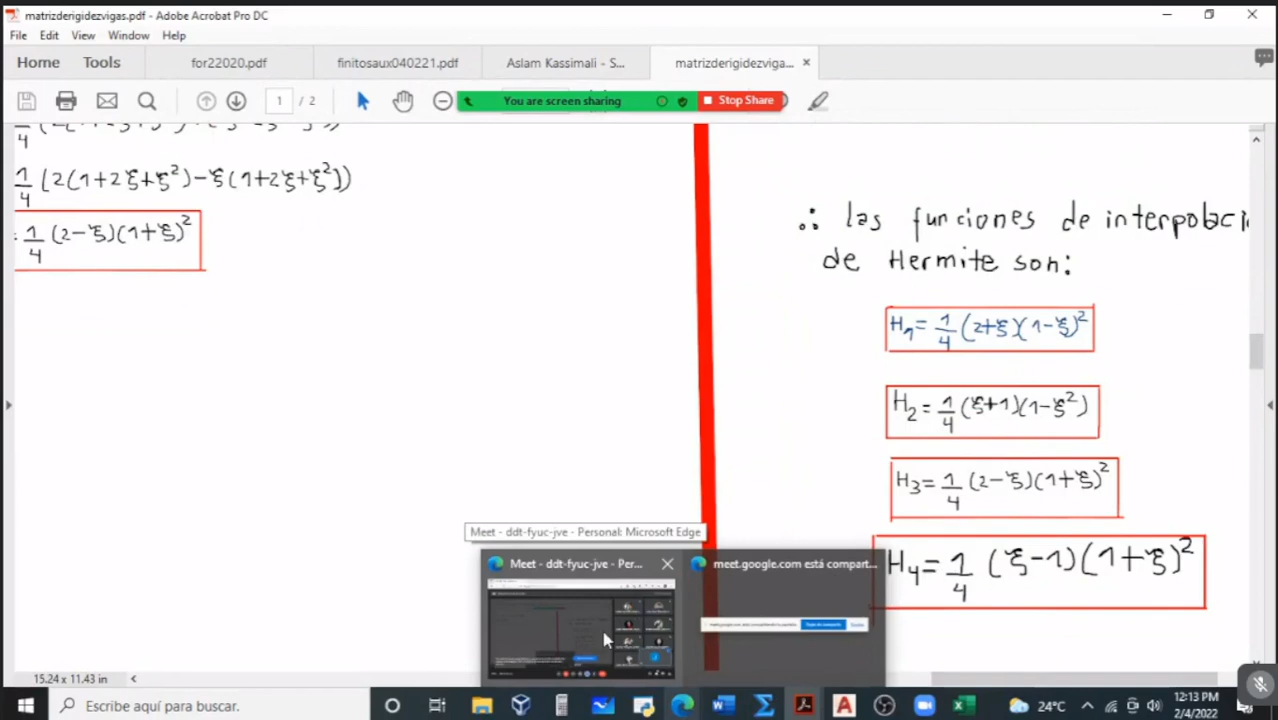 matrizderigidezvigas.pdf - Adobe Acrobat Pro DC
File Edit View Window Help
Home Tools for22020.pdf finitosaux040221.pdf Aslam Kassimali - S... matrizderigidezviga... ×
1 / 2 You are screen sharing Stop Share
1/4 (2(1+2ξ+ξ²)-ξ(1+2ξ+ξ²))
= 1/4 (2-ξ)(1+ξ)²
∴ las funciones de interpolaci
de Hermite son:
H₁= 1/4 (2+ξ)(1-ξ)²
H₂= 1/4 (ξ+1)(1-ξ²)
H₃= 1/4 (2-ξ)(1+ξ)²
H₄= 1/4 (ξ-1)(1+ξ)²
Meet - ddt-fyuc-jve - Personal: Microsoft Edge
Meet - ddt-fyuc-jve - Per... meet.google.com está compart...
15.24 x 11.43 in
Escribe aquí para buscar. 24°C 12:13 PM
2/4/2022